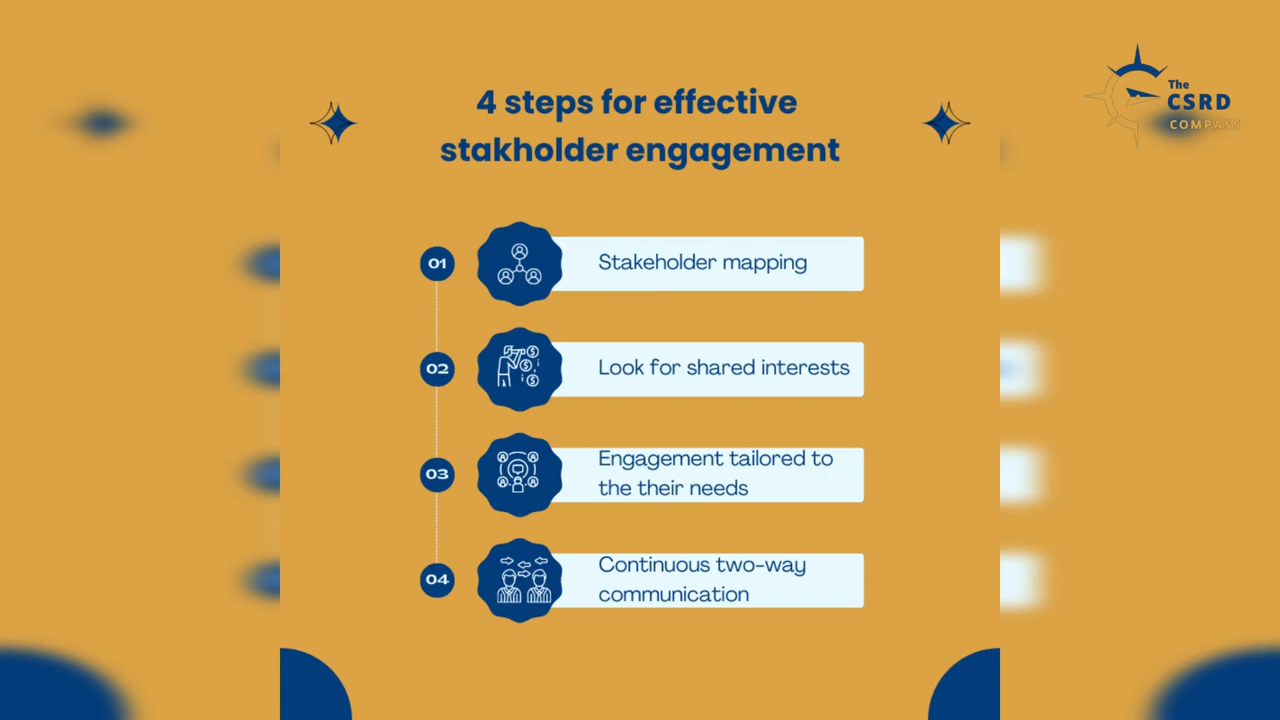 The
CSRD
COMPASS
4 steps for effective
stakholder engagement
01
Stakeholder mapping
02
Look for shared interests
03
Engagement tailored to
the their needs
04
Continuous two-way
communication